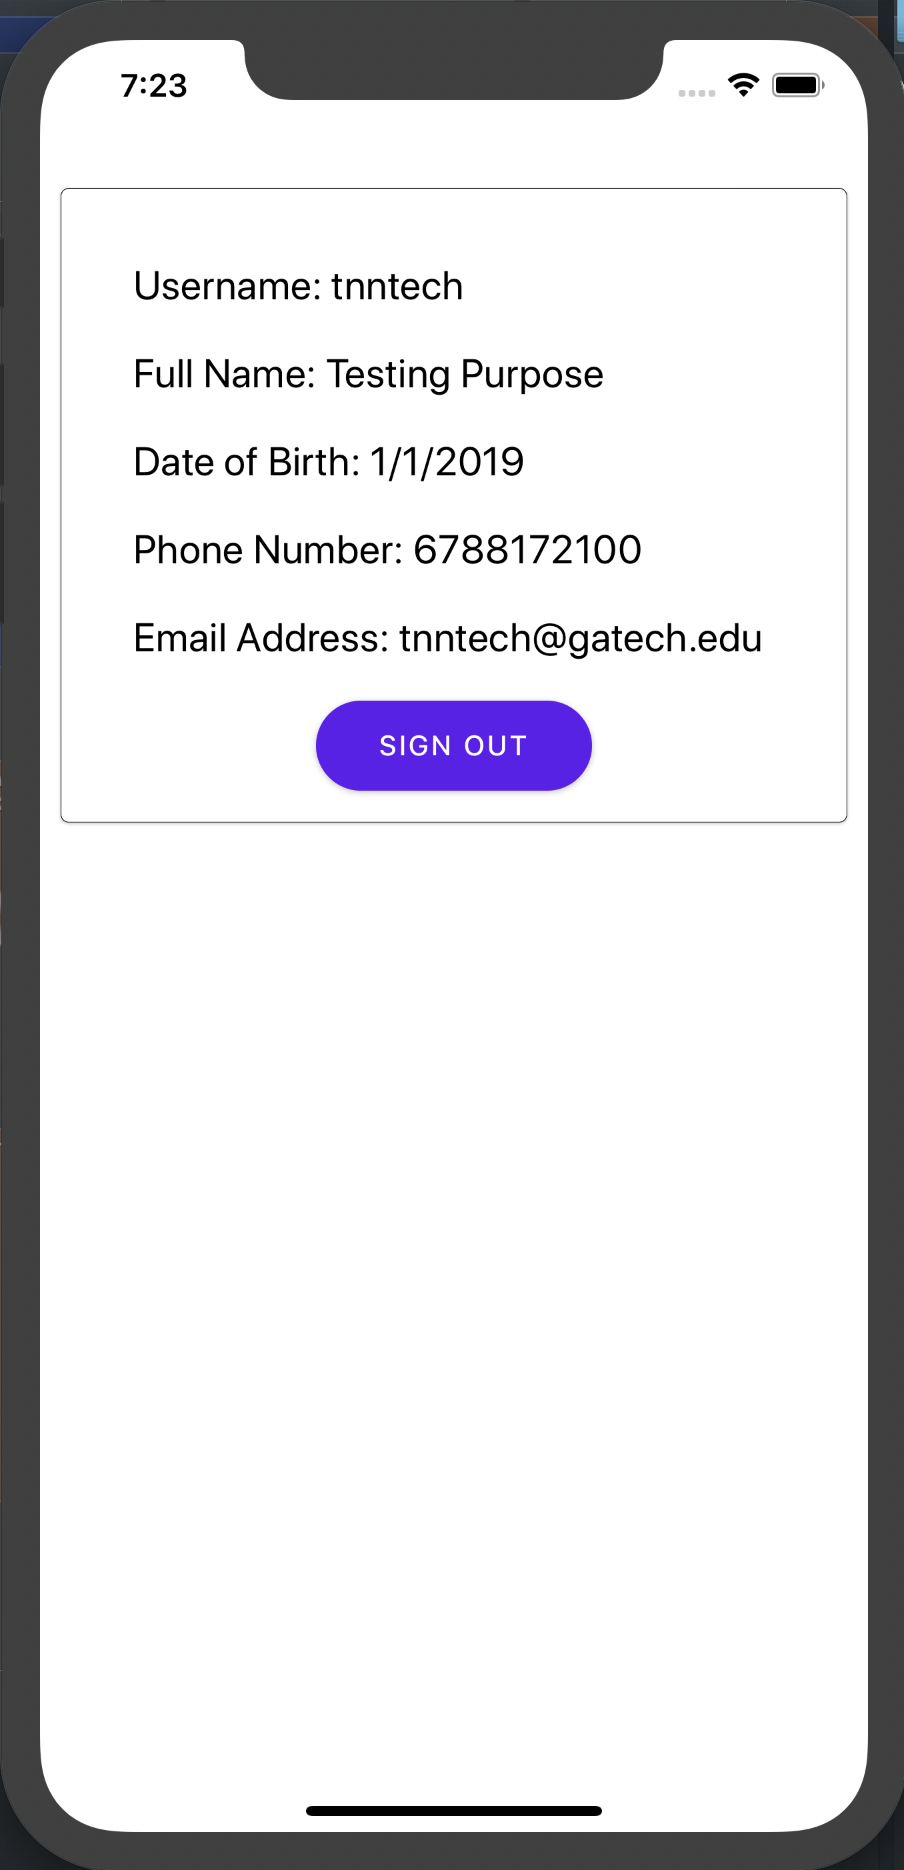 7:23
Username: tnntech
Full Name: Testing Purpose
Date of Birth: 1/1/2019
Phone Number: 6788172100
Email Address: tnntech@gatech.edu
SIGN OUT